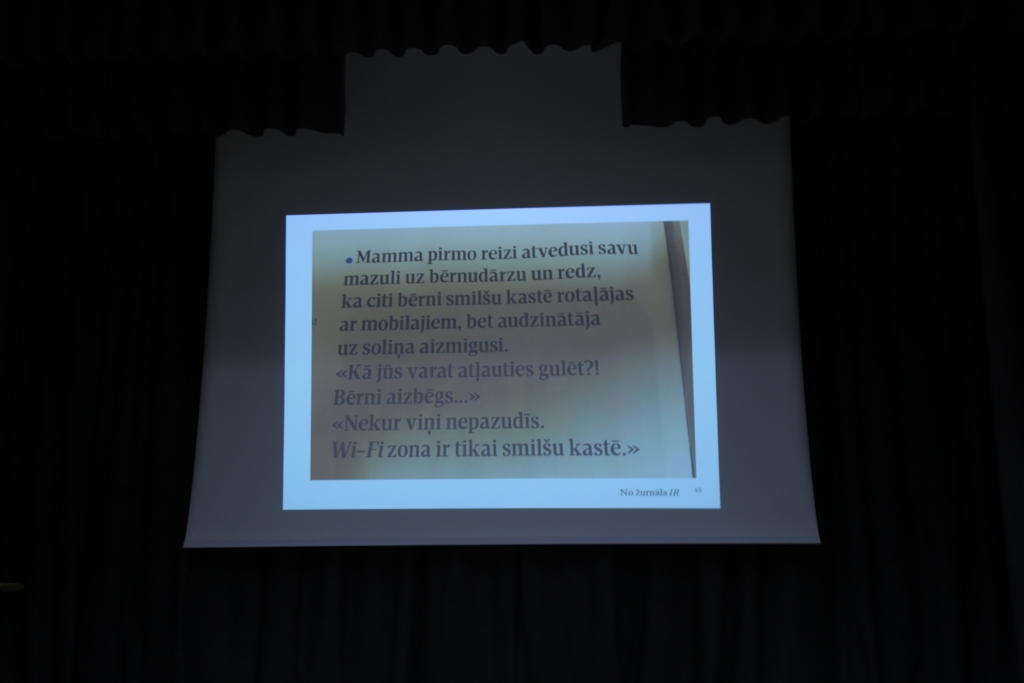 • Mamma pirmo reizi atvedusi savu
mazuli uz bērnudārzu un redz,
ka citi bērni smilšu kastē rotaļājas
ar mobilajiem, bet audzinātāja
uz soliņa aizmigusi.
«Kā jūs varat atļauties gulēt?!
Bērni aizbēgs...»
«Nekur viņi nepazudīs.
Wi-Fi zona ir tikai smilšu kastē.»
No žurnāla IR